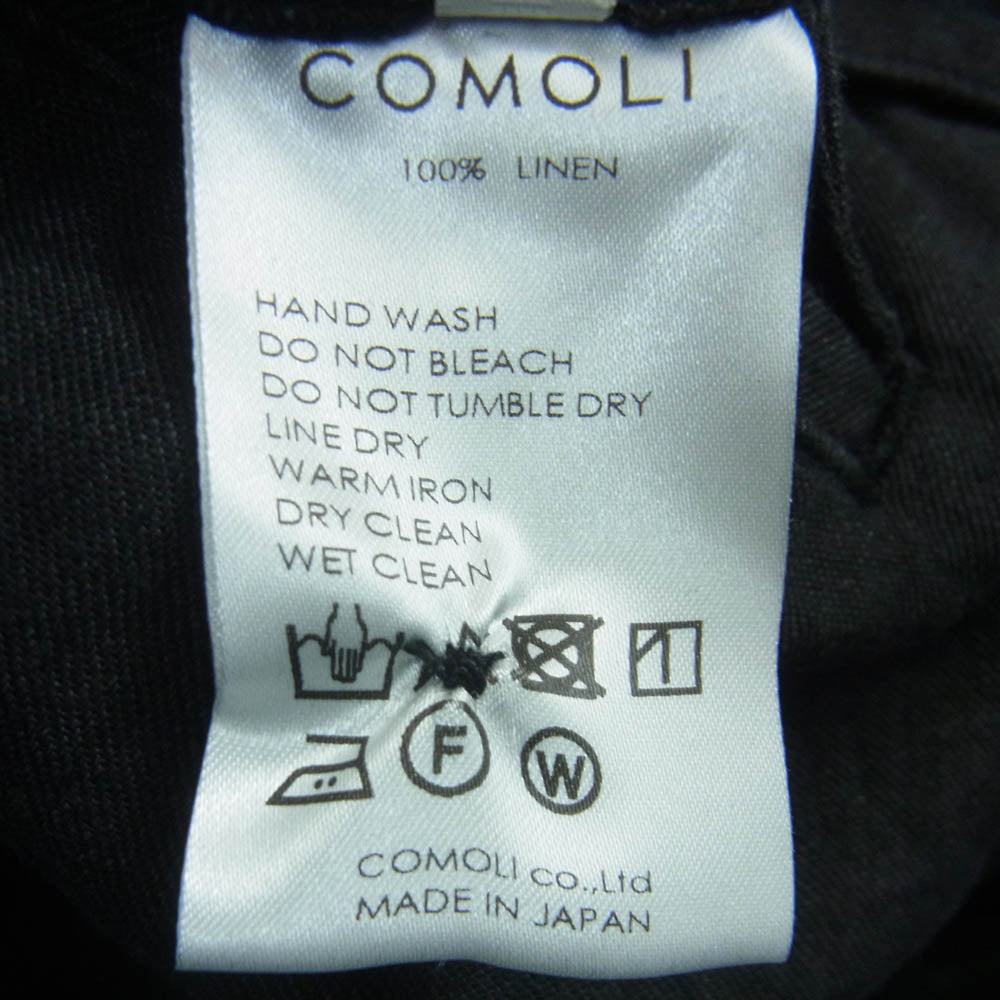 COMOLI
100% LINEN
HAND WASH
DO NOT BLEACH
DO NOT TUMBLE DRY
LINE DRY
WARM IRON
DRY CLEAN
WET CLEAN
F W
COMOLI co.,Ltd
MADE IN JAPAN